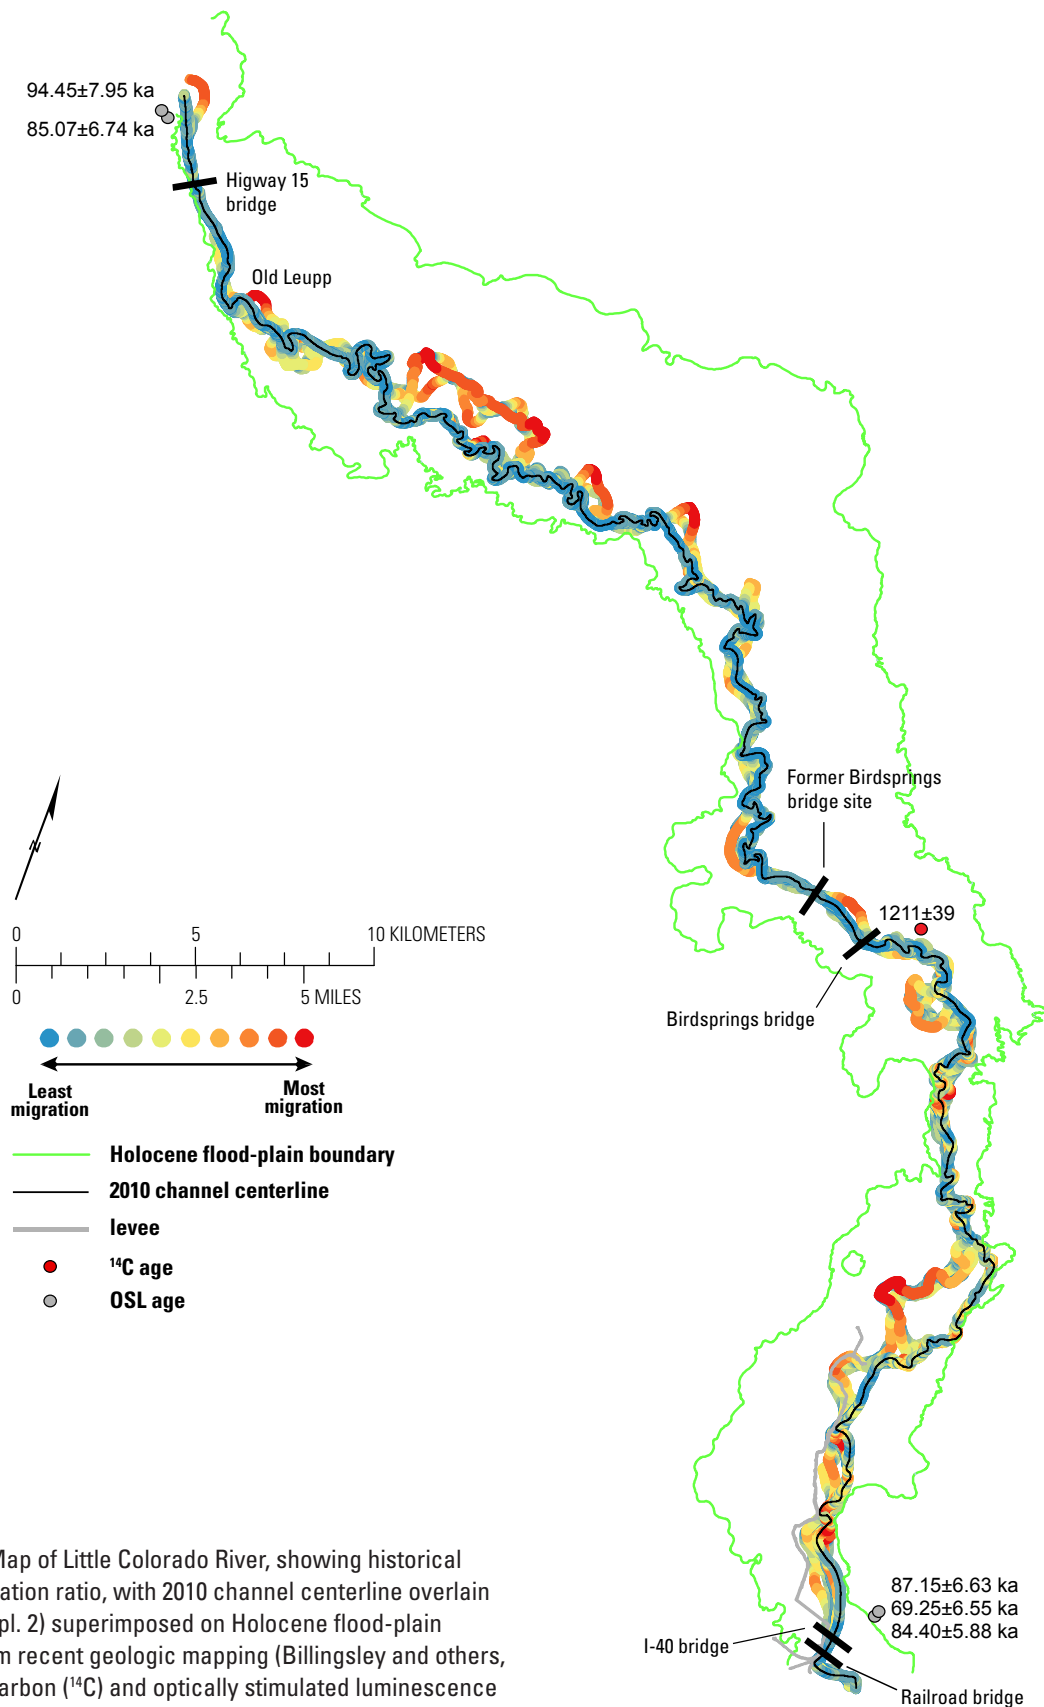 94.45±7.95 ka
85.07±6.74 ka
Higway 15
bridge
Old Leupp
Former Birdsprings
bridge site
1211±39
Birdsprings bridge
N
0 5 10 KILOMETERS
0 2.5 5 MILES
Least
migration
Most
migration
Holocene flood-plain boundary
2010 channel centerline
levee
¹⁴C age
OSL age
87.15±6.63 ka
69.25±6.55 ka
84.40±5.88 ka
I-40 bridge
Railroad bridge
Map of Little Colorado River, showing historical
ation ratio, with 2010 channel centerline overlain
pl. 2) superimposed on Holocene flood-plain
m recent geologic mapping (Billingsley and others,
arbon (¹⁴C) and optically stimulated luminescence